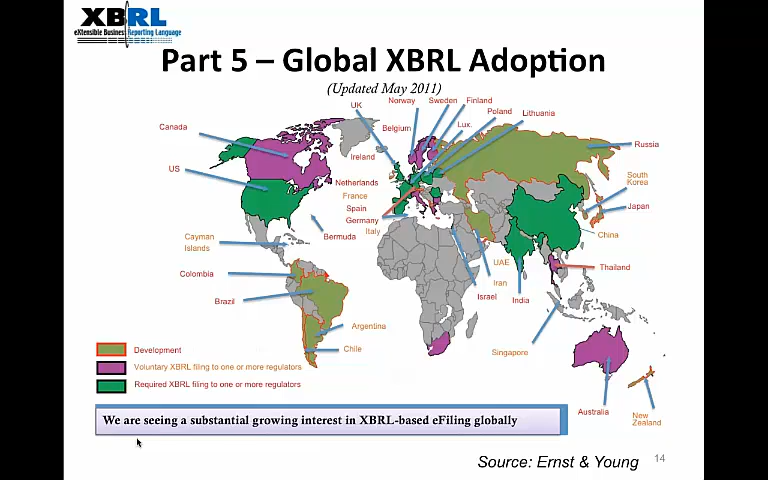 XBRL
eXtensible Business Reporting Language
Part 5 – Global XBRL Adoption
(Updated May 2011)
UK
Norway
Sweden
Finland
Poland
Lithuania
Canada
Belgium
Lux.
Russia
Ireland
US
Netherlands
South
Korea
France
Spain
Japan
Germany
Italy
Bermuda
China
Cayman
Islands
UAE
Thailand
Colombia
Iran
Israel
India
Brazil
Argentina
Chile
Singapore
Development
Voluntary XBRL filing to one or more regulators
Required XBRL filing to one or more regulators
Australia
New
Zealand
We are seeing a substantial growing interest in XBRL-based eFiling globally
Source: Ernst & Young
14